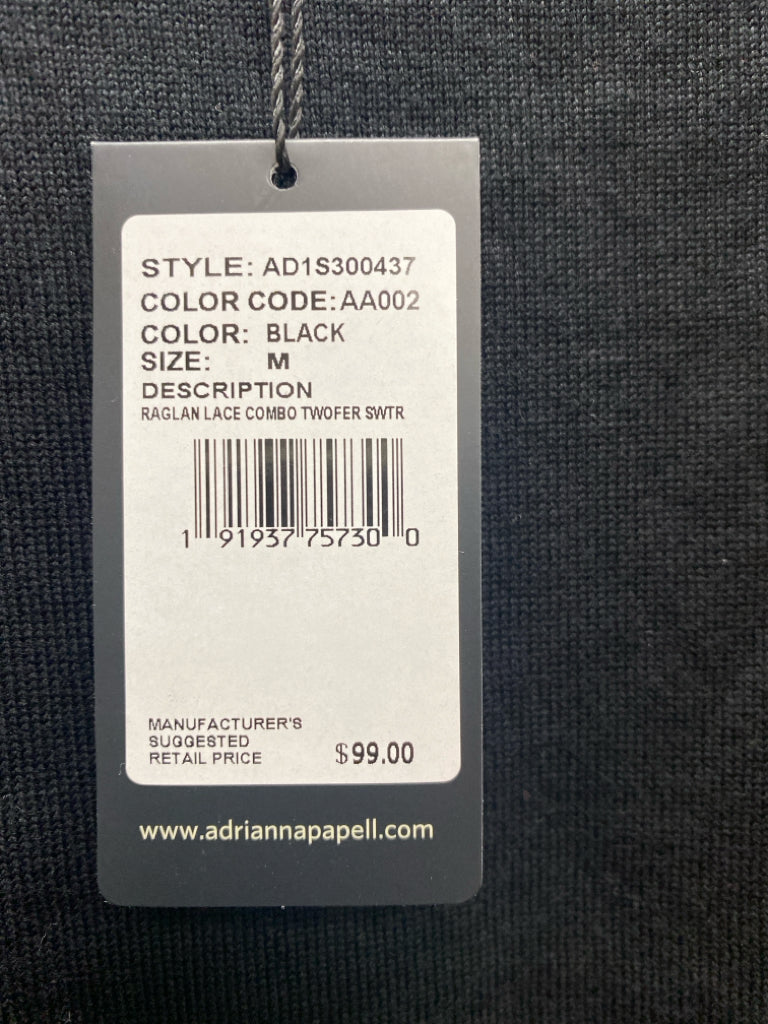 STYLE: AD1S300437
COLOR CODE: AA002
COLOR: BLACK
SIZE: M
DESCRIPTION
RAGLAN LACE COMBO TWOFER SWTR
1 91937 75730 0
MANUFACTURER'S
SUGGESTED
RETAIL PRICE $99.00
www.adriannapapell.com